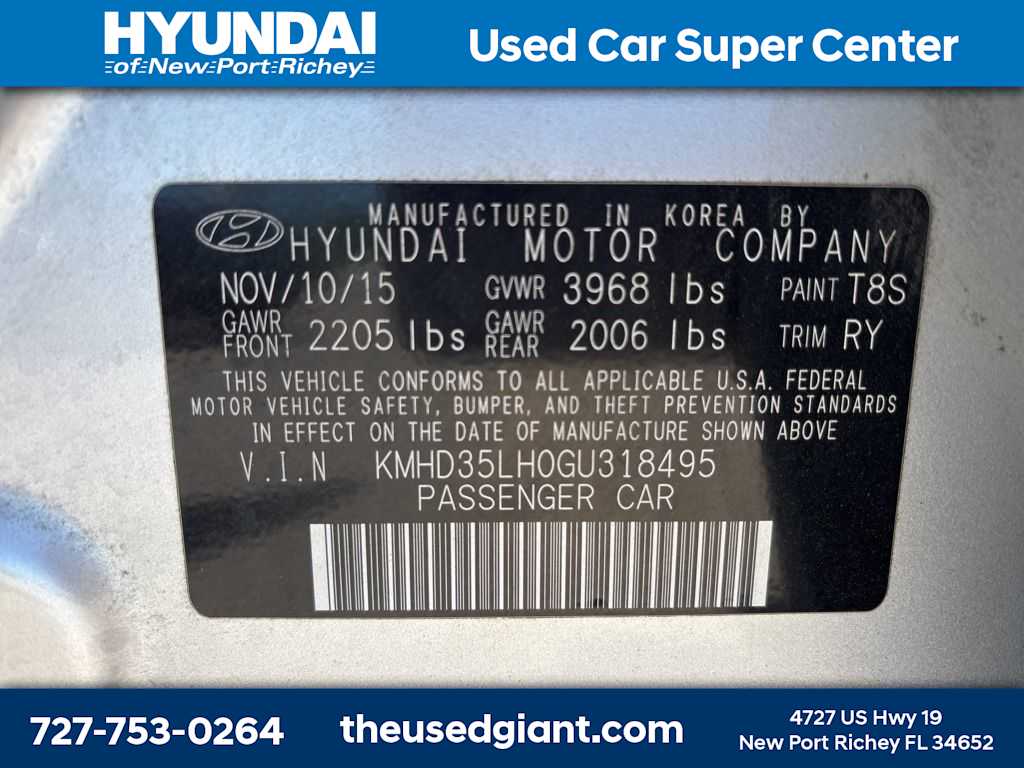 HYUNDAI
of New Port Richey
Used Car Super Center
MANUFACTURED IN KOREA BY
HYUNDAI MOTOR COMPANY
NOV/10/15 GVWR 3968 lbs PAINT T8S
GAWR FRONT 2205 lbs GAWR REAR 2006 lbs TRIM RY
THIS VEHICLE CONFORMS TO ALL APPLICABLE U.S.A. FEDERAL
MOTOR VEHICLE SAFETY, BUMPER, AND THEFT PREVENTION STANDARDS
IN EFFECT ON THE DATE OF MANUFACTURE SHOWN ABOVE
V.I.N KMHD35LH0GU318495
PASSENGER CAR
727-753-0264
theusedgiant.com
4727 US Hwy 19
New Port Richey FL 34652